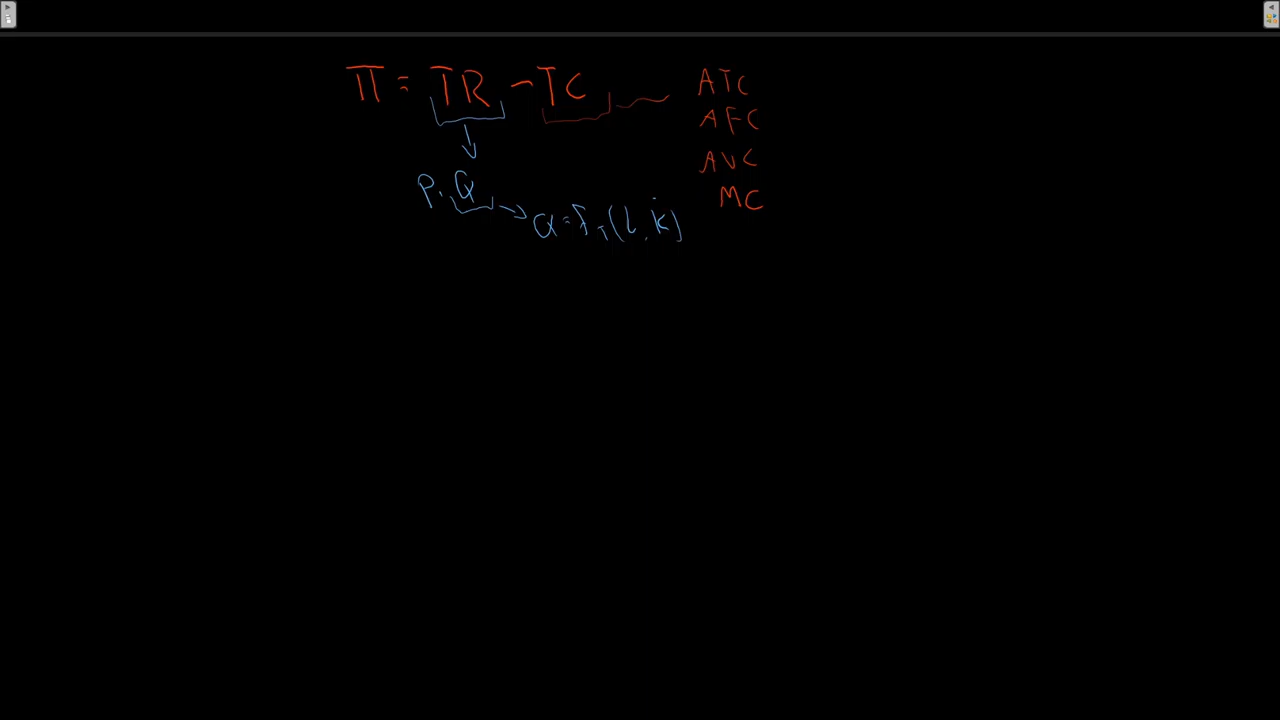 Π = TR - TC
ATC
AFC
AVC
MC
P. Q
Q = f T (L, K)